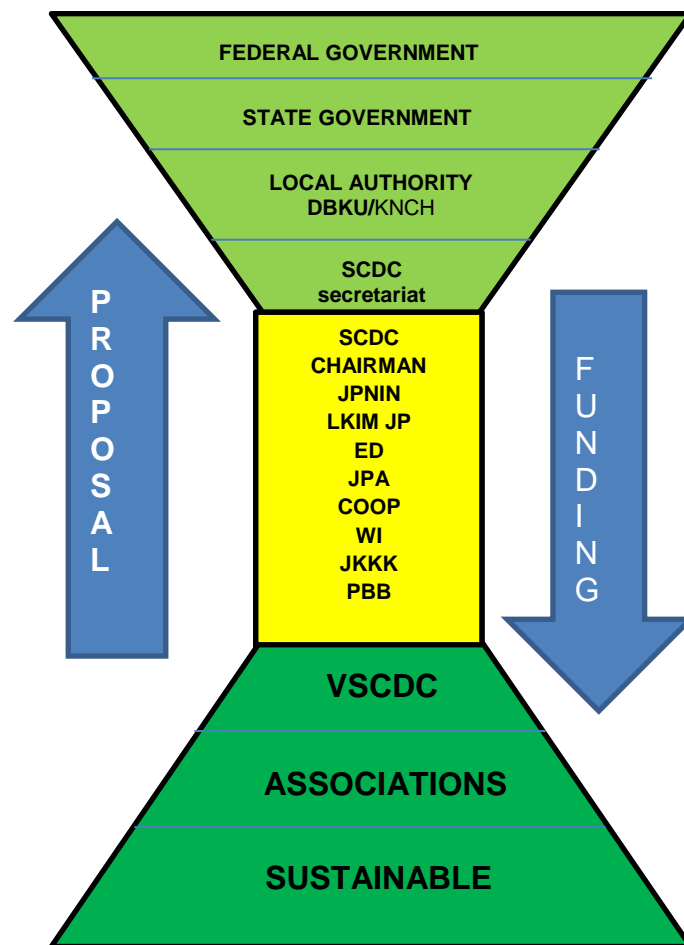 FEDERAL GOVERNMENT
STATE GOVERNMENT
LOCAL AUTHORITY
DBKU/KNCH
SCDC
secretariat
PROPOSAL
SCDC
CHAIRMAN
JPNIN
LKIM JP
ED
JPA
COOP
WI
JKKK
PBB
FUNDING
VSCDC
ASSOCIATIONS
SUSTAINABLE